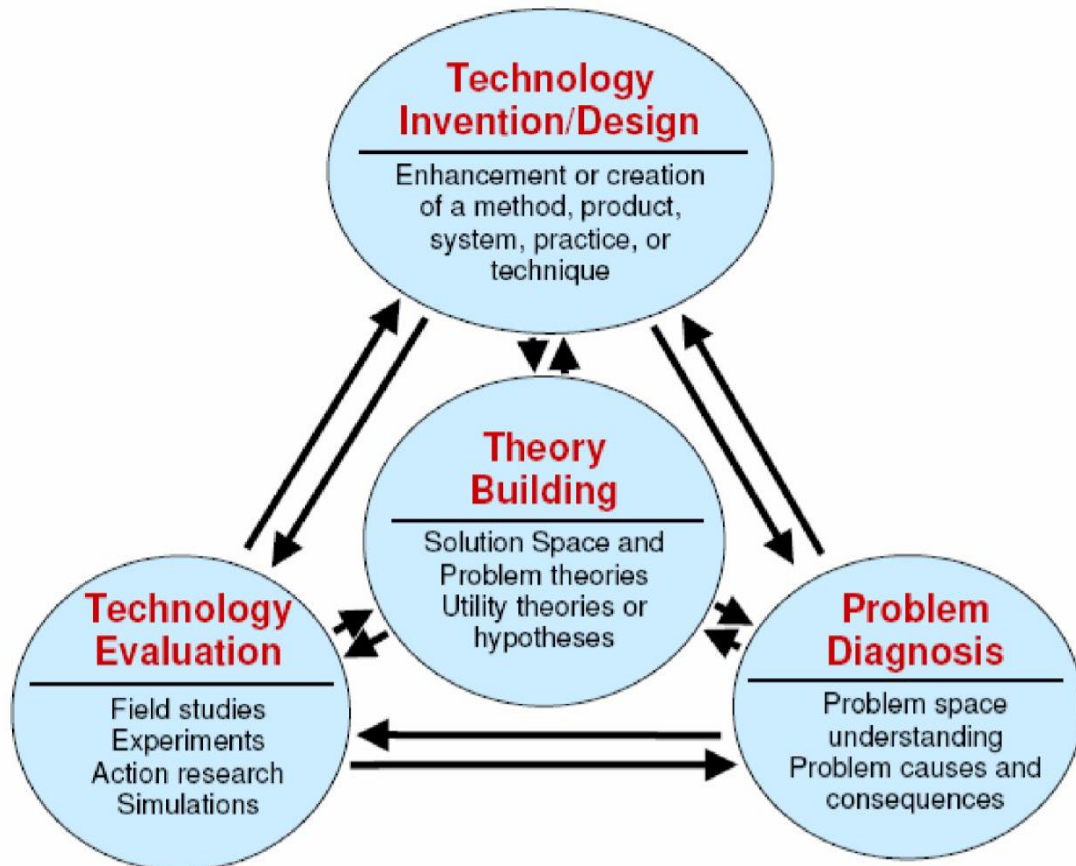 Technology
Invention/Design
Enhancement or creation
of a method, product,
system, practice, or
technique
Theory
Building
Solution Space and
Problem theories
Utility theories or
hypotheses
Technology
Evaluation
Field studies
Experiments
Action research
Simulations
Problem
Diagnosis
Problem space
understanding
Problem causes and
consequences